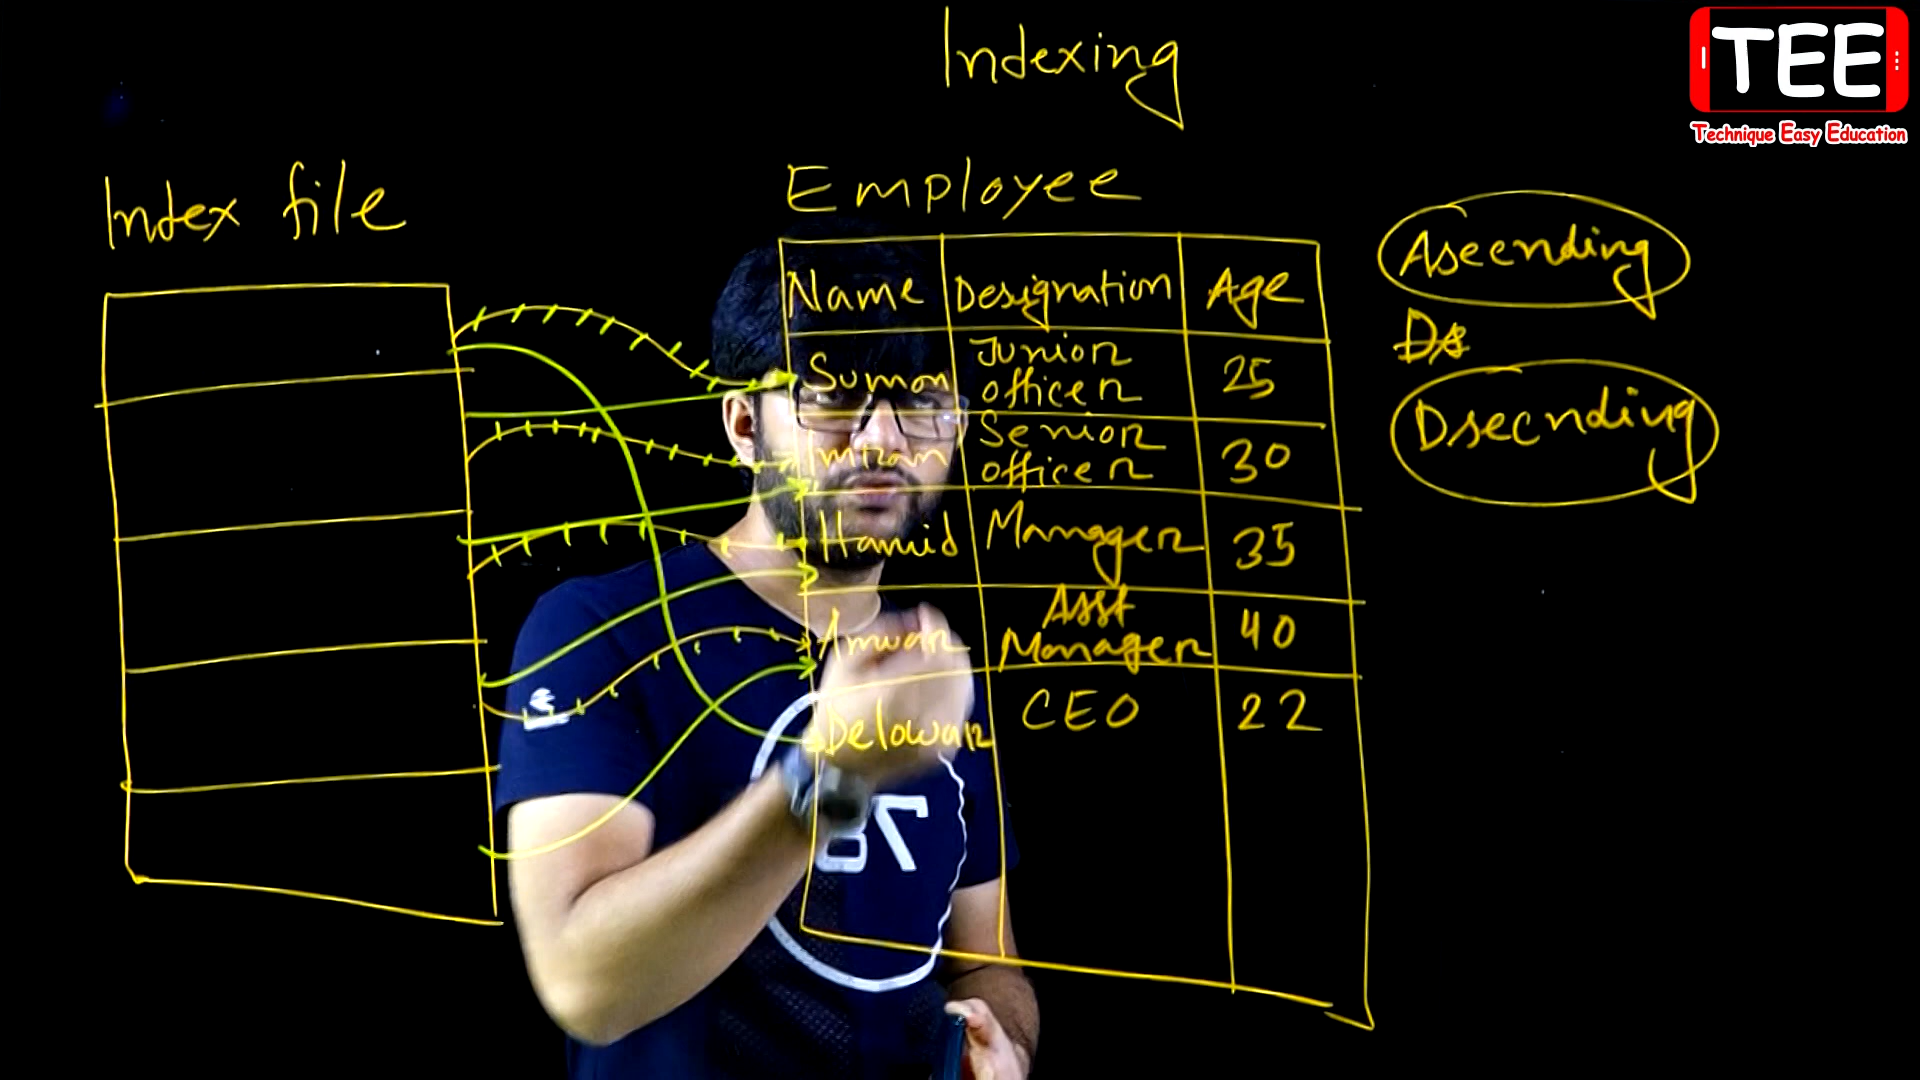 Indexing
TEE
Technique Easy Education
Index file
Employee
Name Designation Age
Suman Junior officer 25
Imran Senior officer 30
Hamid Manager 35
Anwar Asst Manager 40
Delowar CEO 22
Aseending
Ds
Dsecnding
78